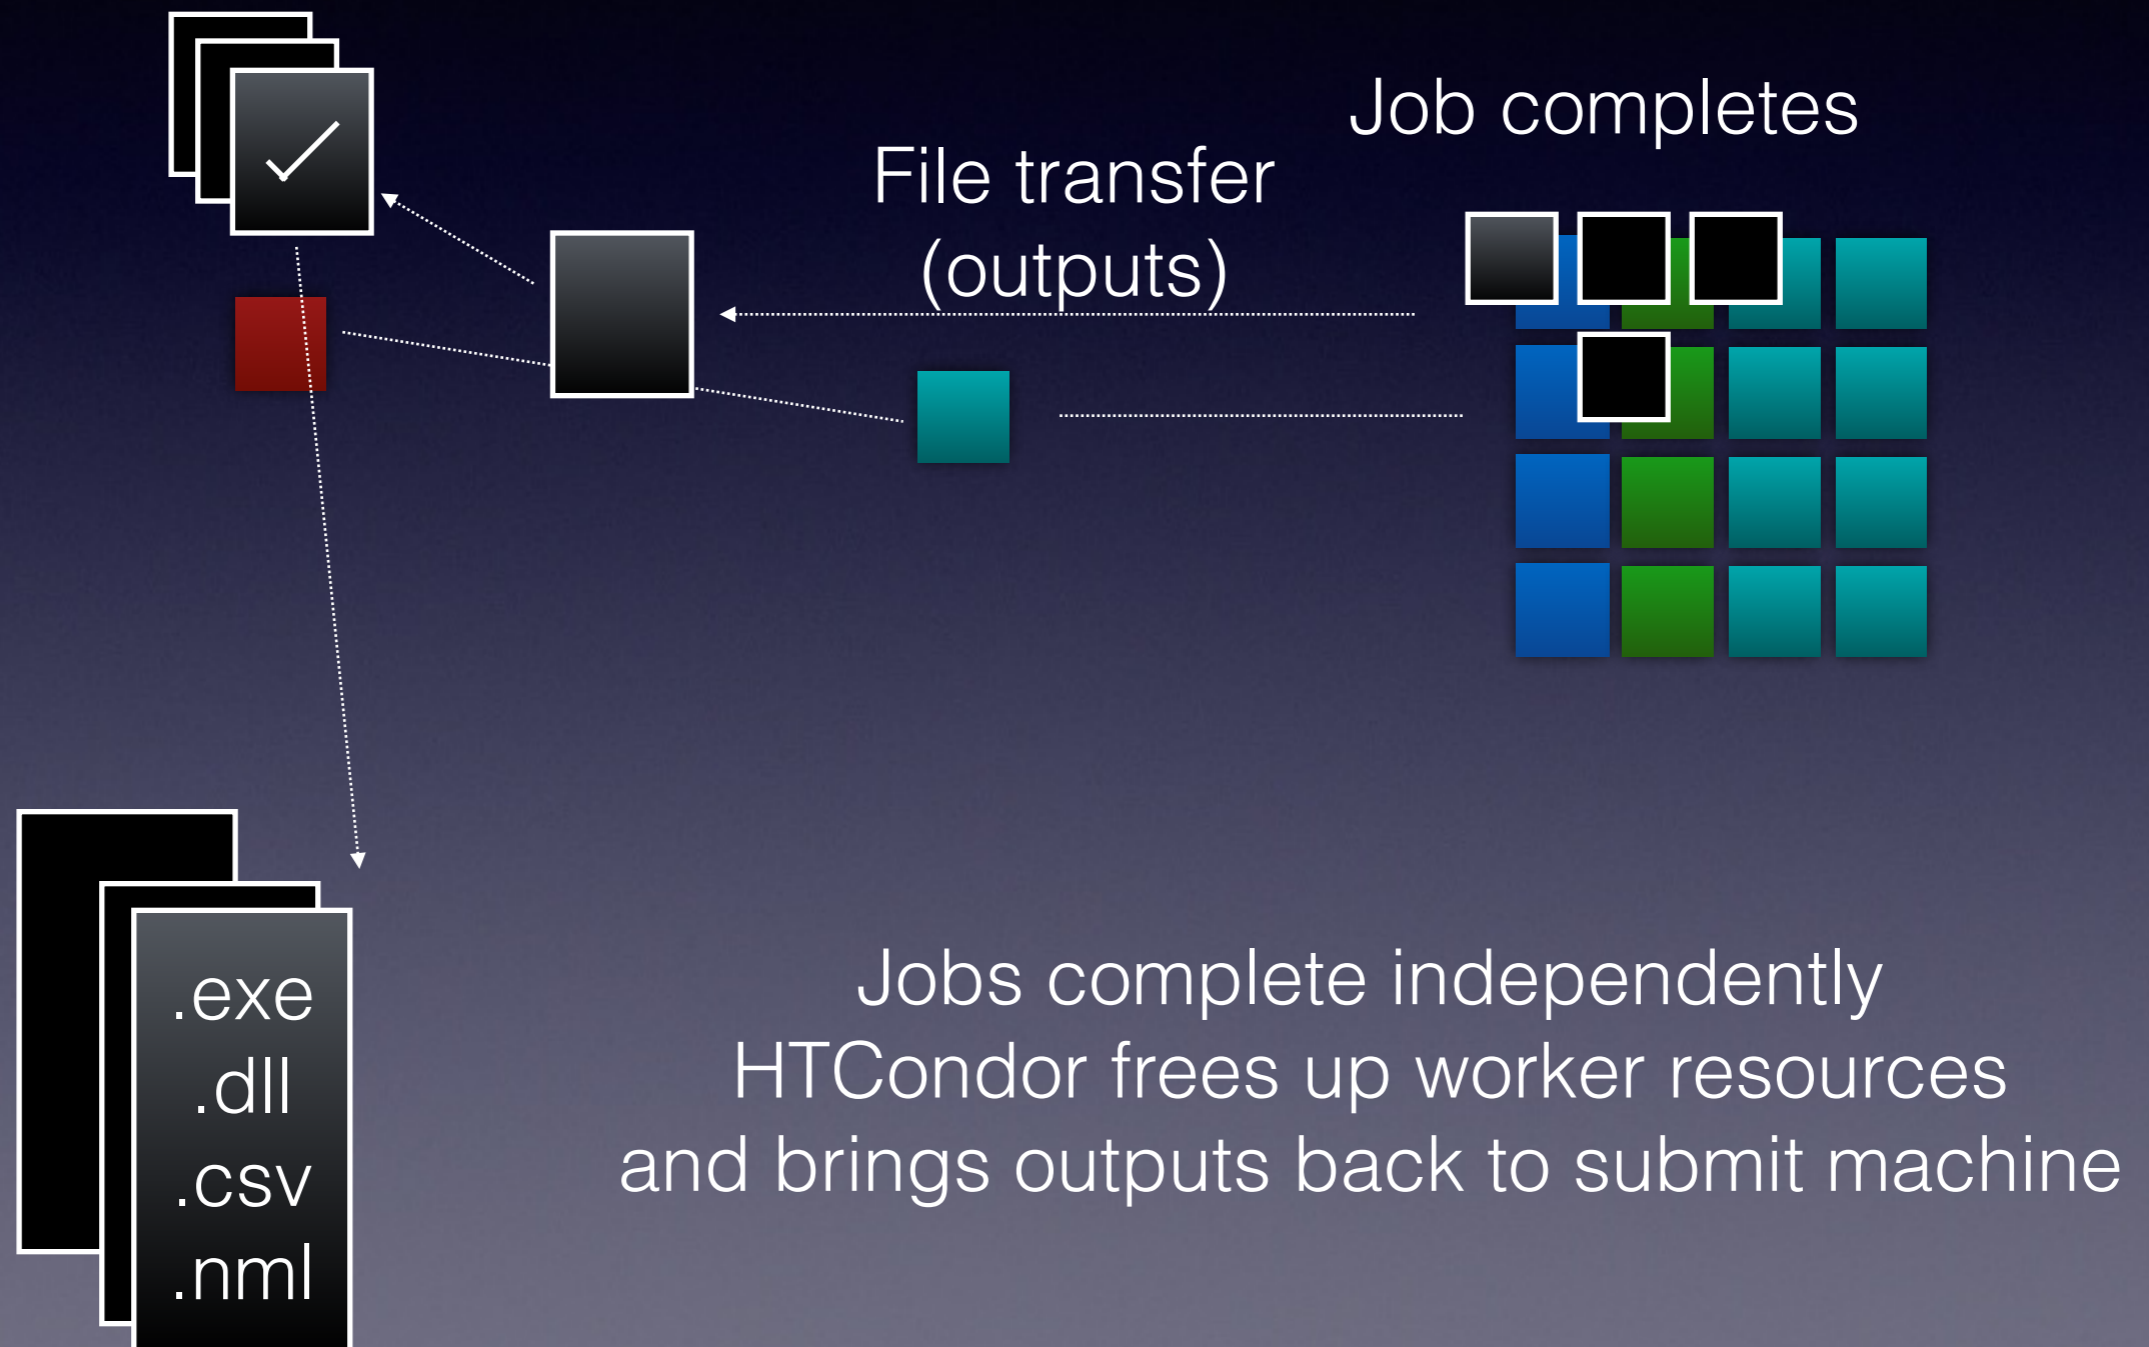 Job completes
File transfer
(outputs)
.exe
.dll
.csv
.nml
Jobs complete independently
HTCondor frees up worker resources
and brings outputs back to submit machine